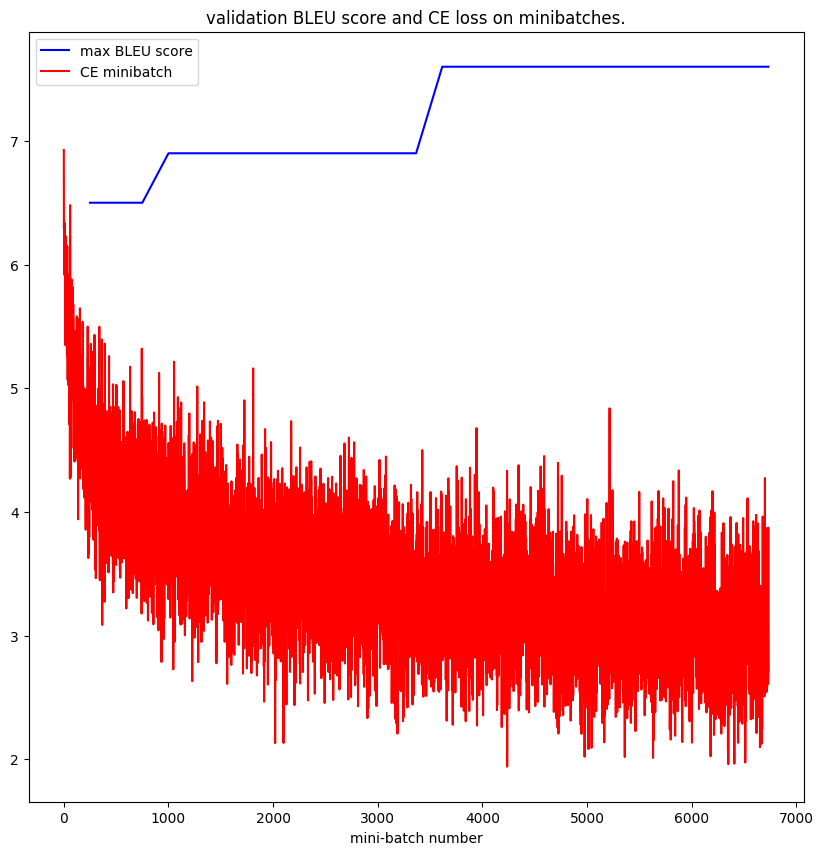 validation BLEU score and CE loss on minibatches.
max BLEU score
CE minibatch
7
6
5
4
3
2
0 1000 2000 3000 4000 5000 6000 7000
mini-batch number